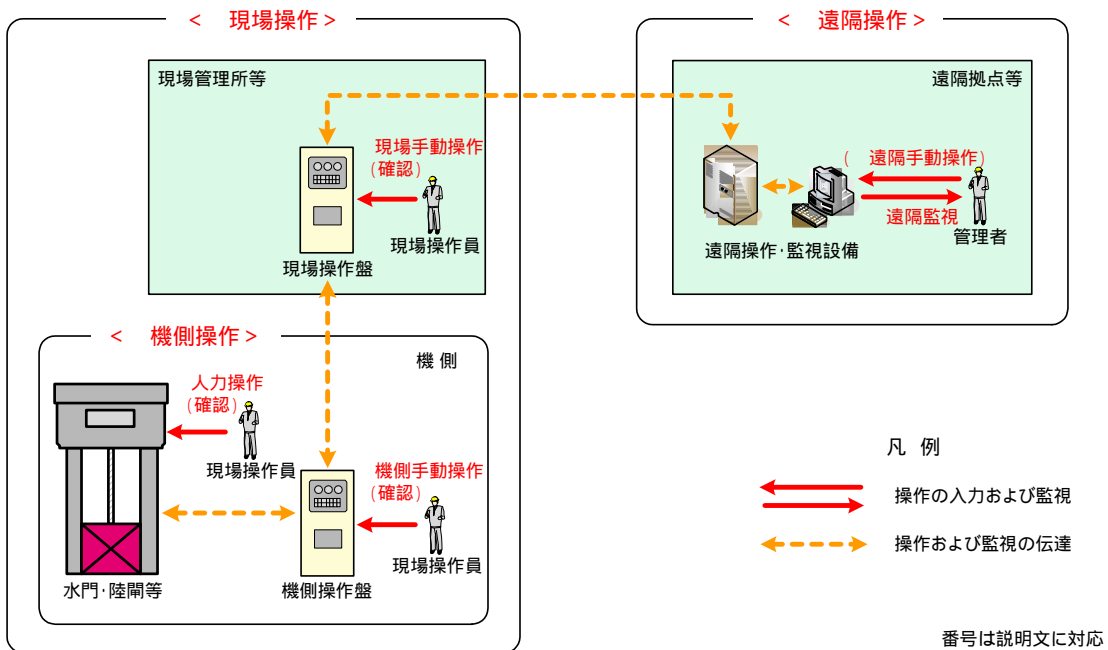 < 現場操作 >
現場管理所等
現場手動操作
(確認)
現場操作員
現場操作盤
< 機側操作 >
機 側
人力操作
(確認)
現場操作員
機側手動操作
(確認)
現場操作員
水門・陸閘等
機側操作盤
< 遠隔操作 >
遠隔拠点等
( 遠隔手動操作)
遠隔監視
管理者
遠隔操作・監視設備
凡 例
操作の入力および監視
操作および監視の伝達
番号は説明文に対応